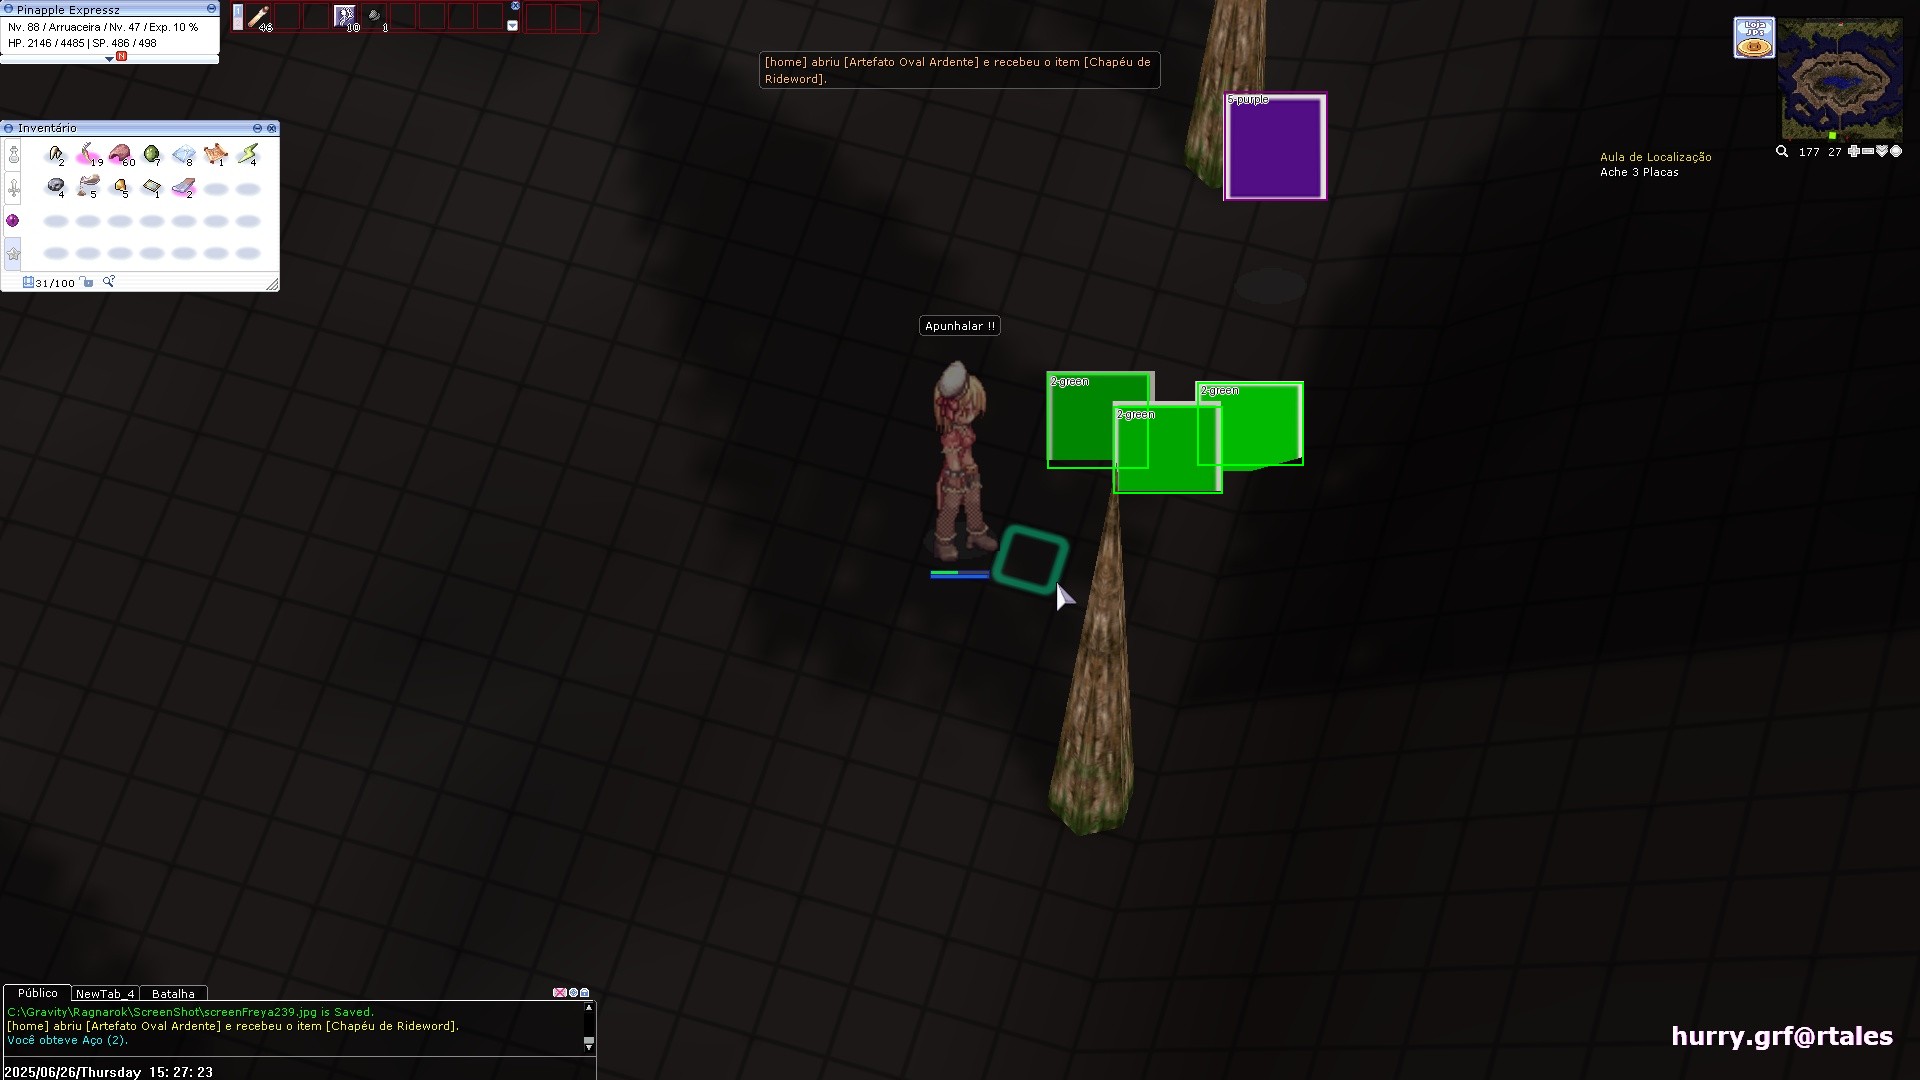 Pinapple Expressz
Nv. 88 / Arruaceira / Nv. 47 / Exp. 10 %
HP. 2146 / 4485 | SP. 486 / 498
N
46
10
1
[home] abriu [Artefato Oval Ardente] e recebeu o item [Chapéu de
Rideword].
5-purple
Loja
JPs
177 27
Aula de Localização
Ache 3 Placas
Inventário
2 19 60 7 8 1 4
4 5 5 1 2
31/100
Apunhalar !!
2-green
2-green
2-green
Público NewTab_4 Batalha
C:\Gravity\Ragnarok\ScreenShot\screenFreya239.jpg is Saved.
[home] abriu [Artefato Oval Ardente] e recebeu o item [Chapéu de Rideword].
Você obteve Aço (2).
2025/06/26/Thursday 15: 27: 23
hurry.grf@rtales